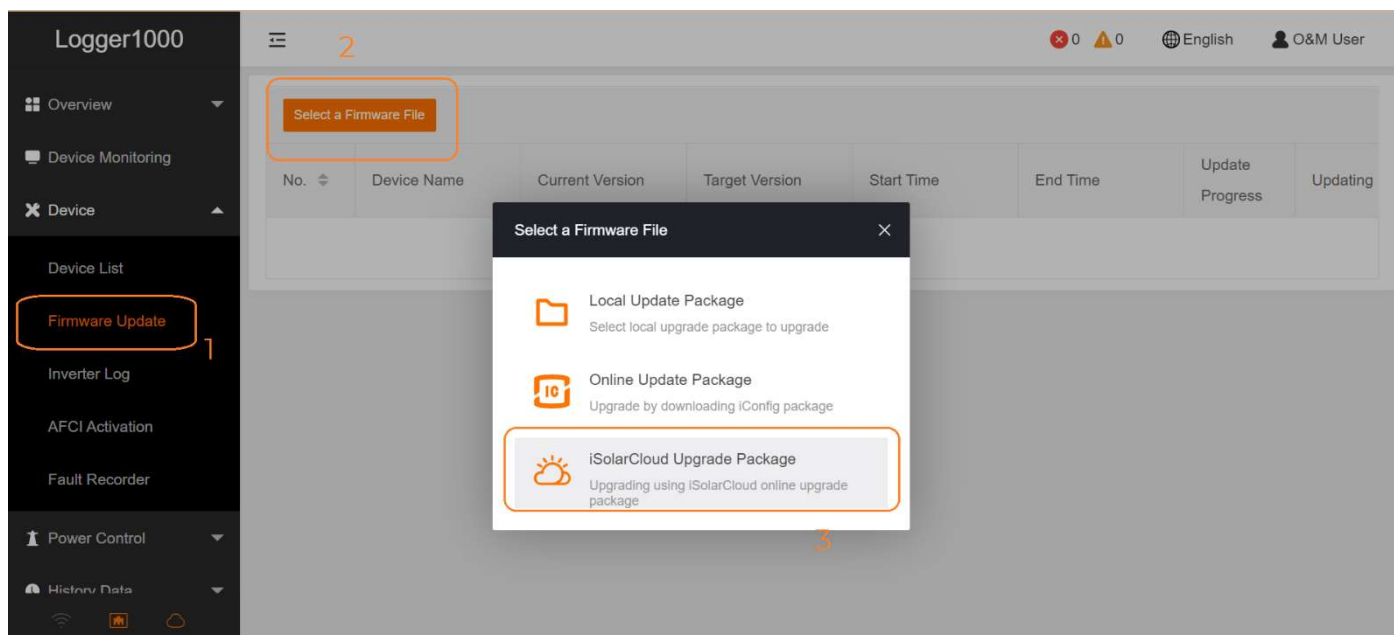 Logger1000
2
0
0
English
O&M User
Overview
Device Monitoring
Device
Device List
Firmware Update
1
Inverter Log
AFCI Activation
Fault Recorder
Power Control
History Data
Select a Firmware File
No.
Device Name
Current Version
Target Version
Start Time
End Time
Update
Progress
Updating
Select a Firmware File
Local Update Package
Select local upgrade package to upgrade
IC
Online Update Package
Upgrade by downloading iConfig package
iSolarCloud Upgrade Package
Upgrading using iSolarCloud online upgrade
package
3